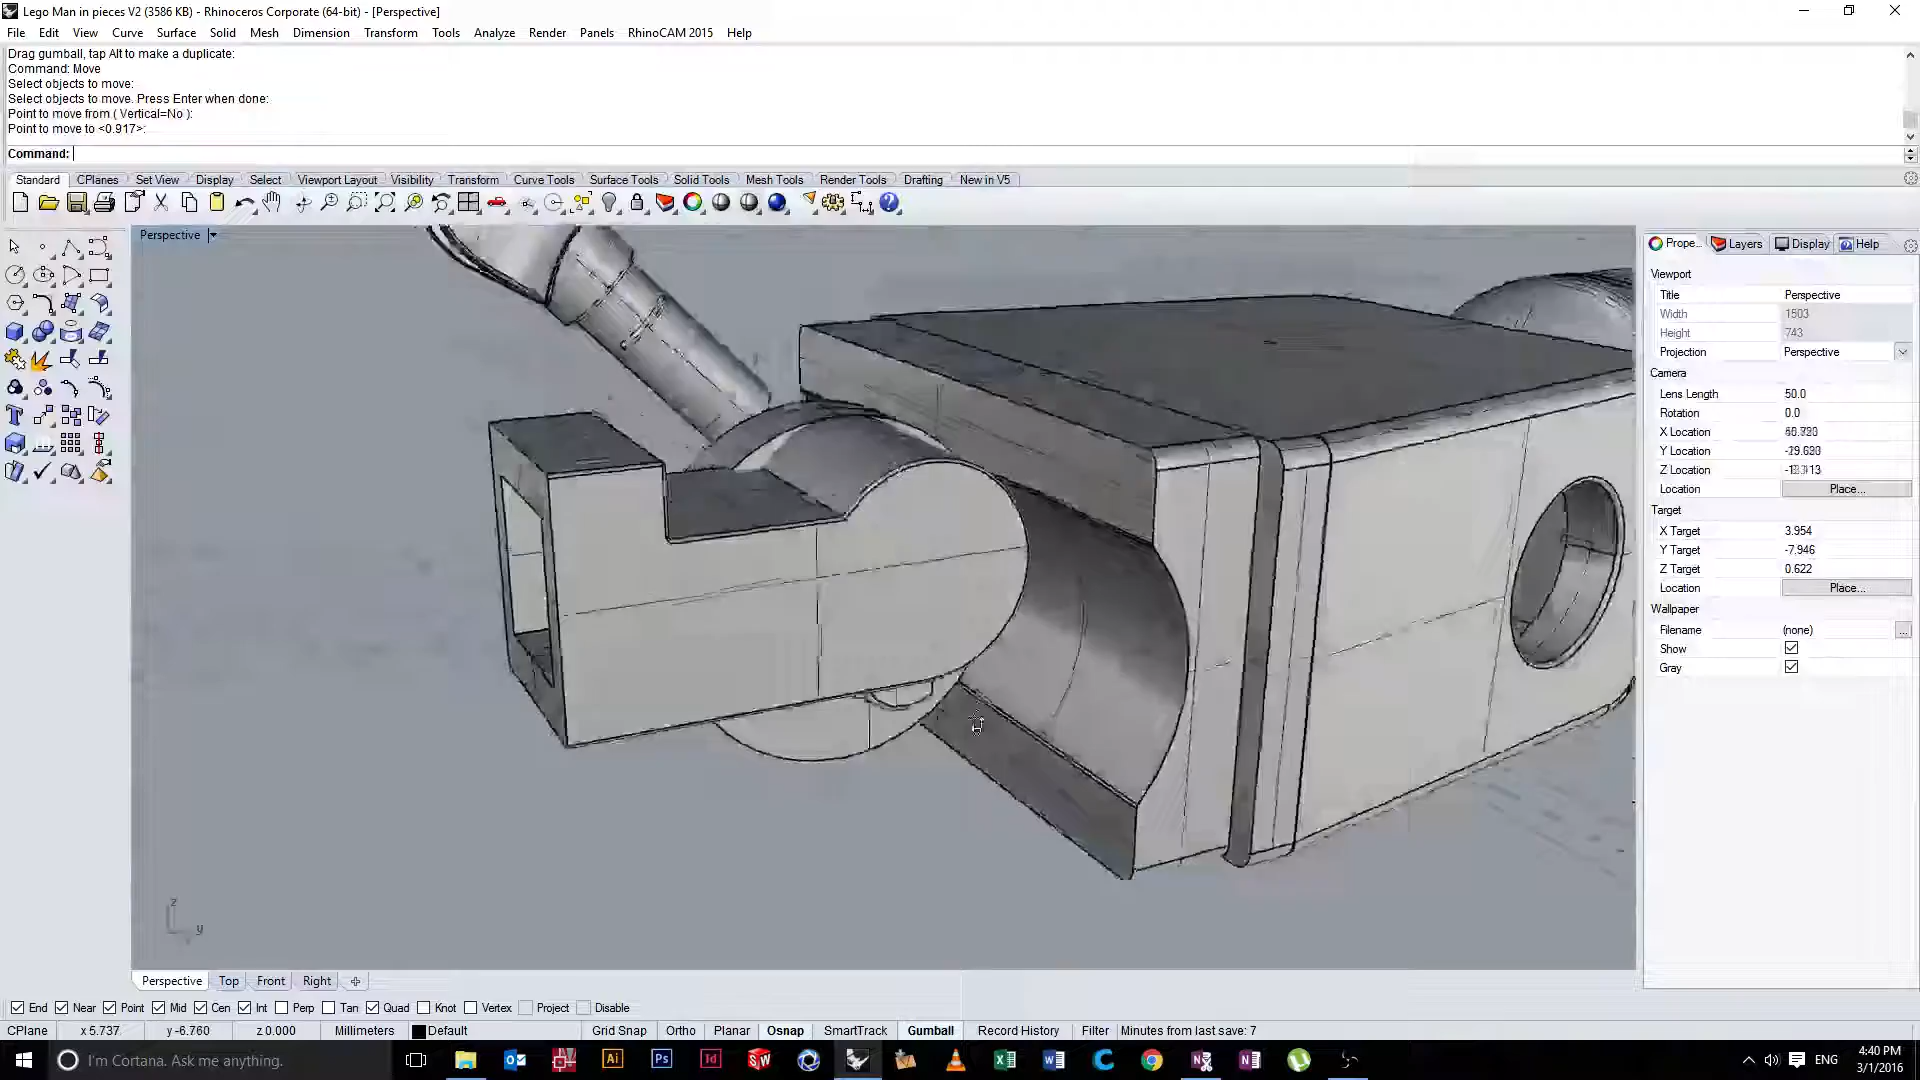 Lego Man in pieces V2 (3586 KB) - Rhinoceros Corporate (64-bit) - [Perspective]
File Edit View Curve Surface Solid Mesh Dimension Transform Tools Analyze Render Panels RhinoCAM 2015 Help
Drag gumball, tap Alt to make a duplicate:
Command: Move
Select objects to move:
Select objects to move. Press Enter when done:
Point to move from ( Vertical=No ):
Point to move to <0.917>:
Command:
Standard CPlanes Set View Display Select Viewport Layout Visibility Transform Curve Tools Surface Tools Solid Tools Mesh Tools Render Tools Drafting New in V5
Perspective
Prope... Layers Display Help
Viewport
Title Perspective
Width 1503
Height 743
Projection Perspective
Camera
Lens Length 50.0
Rotation 0.0
X Location
Y Location
Z Location
Location Place...
Target
X Target 3.954
Y Target -7.946
Z Target 0.622
Location Place...
Wallpaper
Filename (none) ...
Show
Gray
z
y
Perspective Top Front Right
End Near Point Mid Cen Int Perp Tan Quad Knot Vertex Project Disable
CPlane x 5.737 y -6.760 z 0.000 Millimeters Default Grid Snap Ortho Planar Osnap SmartTrack Gumball Record History Filter Minutes from last save: 7
I'm Cortana. Ask me anything.
Ai Ps Id SW
ENG
4:40 PM
3/1/2016